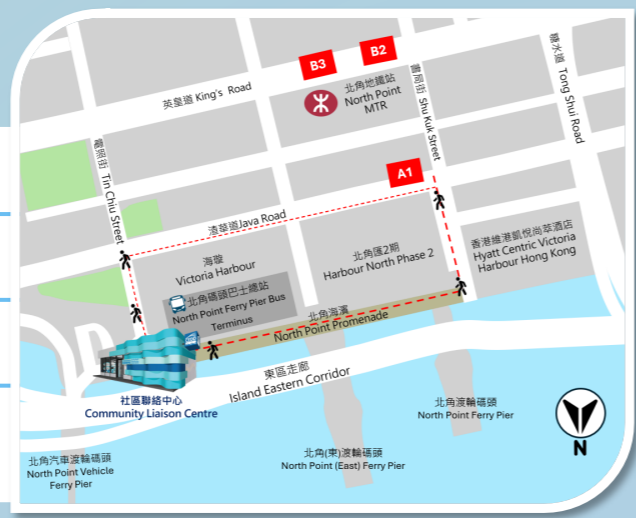 B3
B2
英皇道 King's Road
北角地鐵站
North Point
MTR
書局街 Shu Kuk Street
糖水道 Tong Shui Road
電照街 Tin Chiu Street
A1
渣華道Java Road
海璇
Victoria Harbour
北角匯2期
Harbour North Phase 2
香港維港凱悅尚萃酒店
Hyatt Centric Victoria
Harbour Hong Kong
北角碼頭巴士總站
North Point Ferry Pier Bus
Terminus
北角海濱
North Point Promenade
東區走廊
Island Eastern Corridor
社區聯絡中心
Community Liaison Centre
北角渡輪碼頭
North Point Ferry Pier
北角(東)渡輪碼頭
North Point (East) Ferry Pier
北角汽車渡輪碼頭
North Point Vehicle
Ferry Pier
N